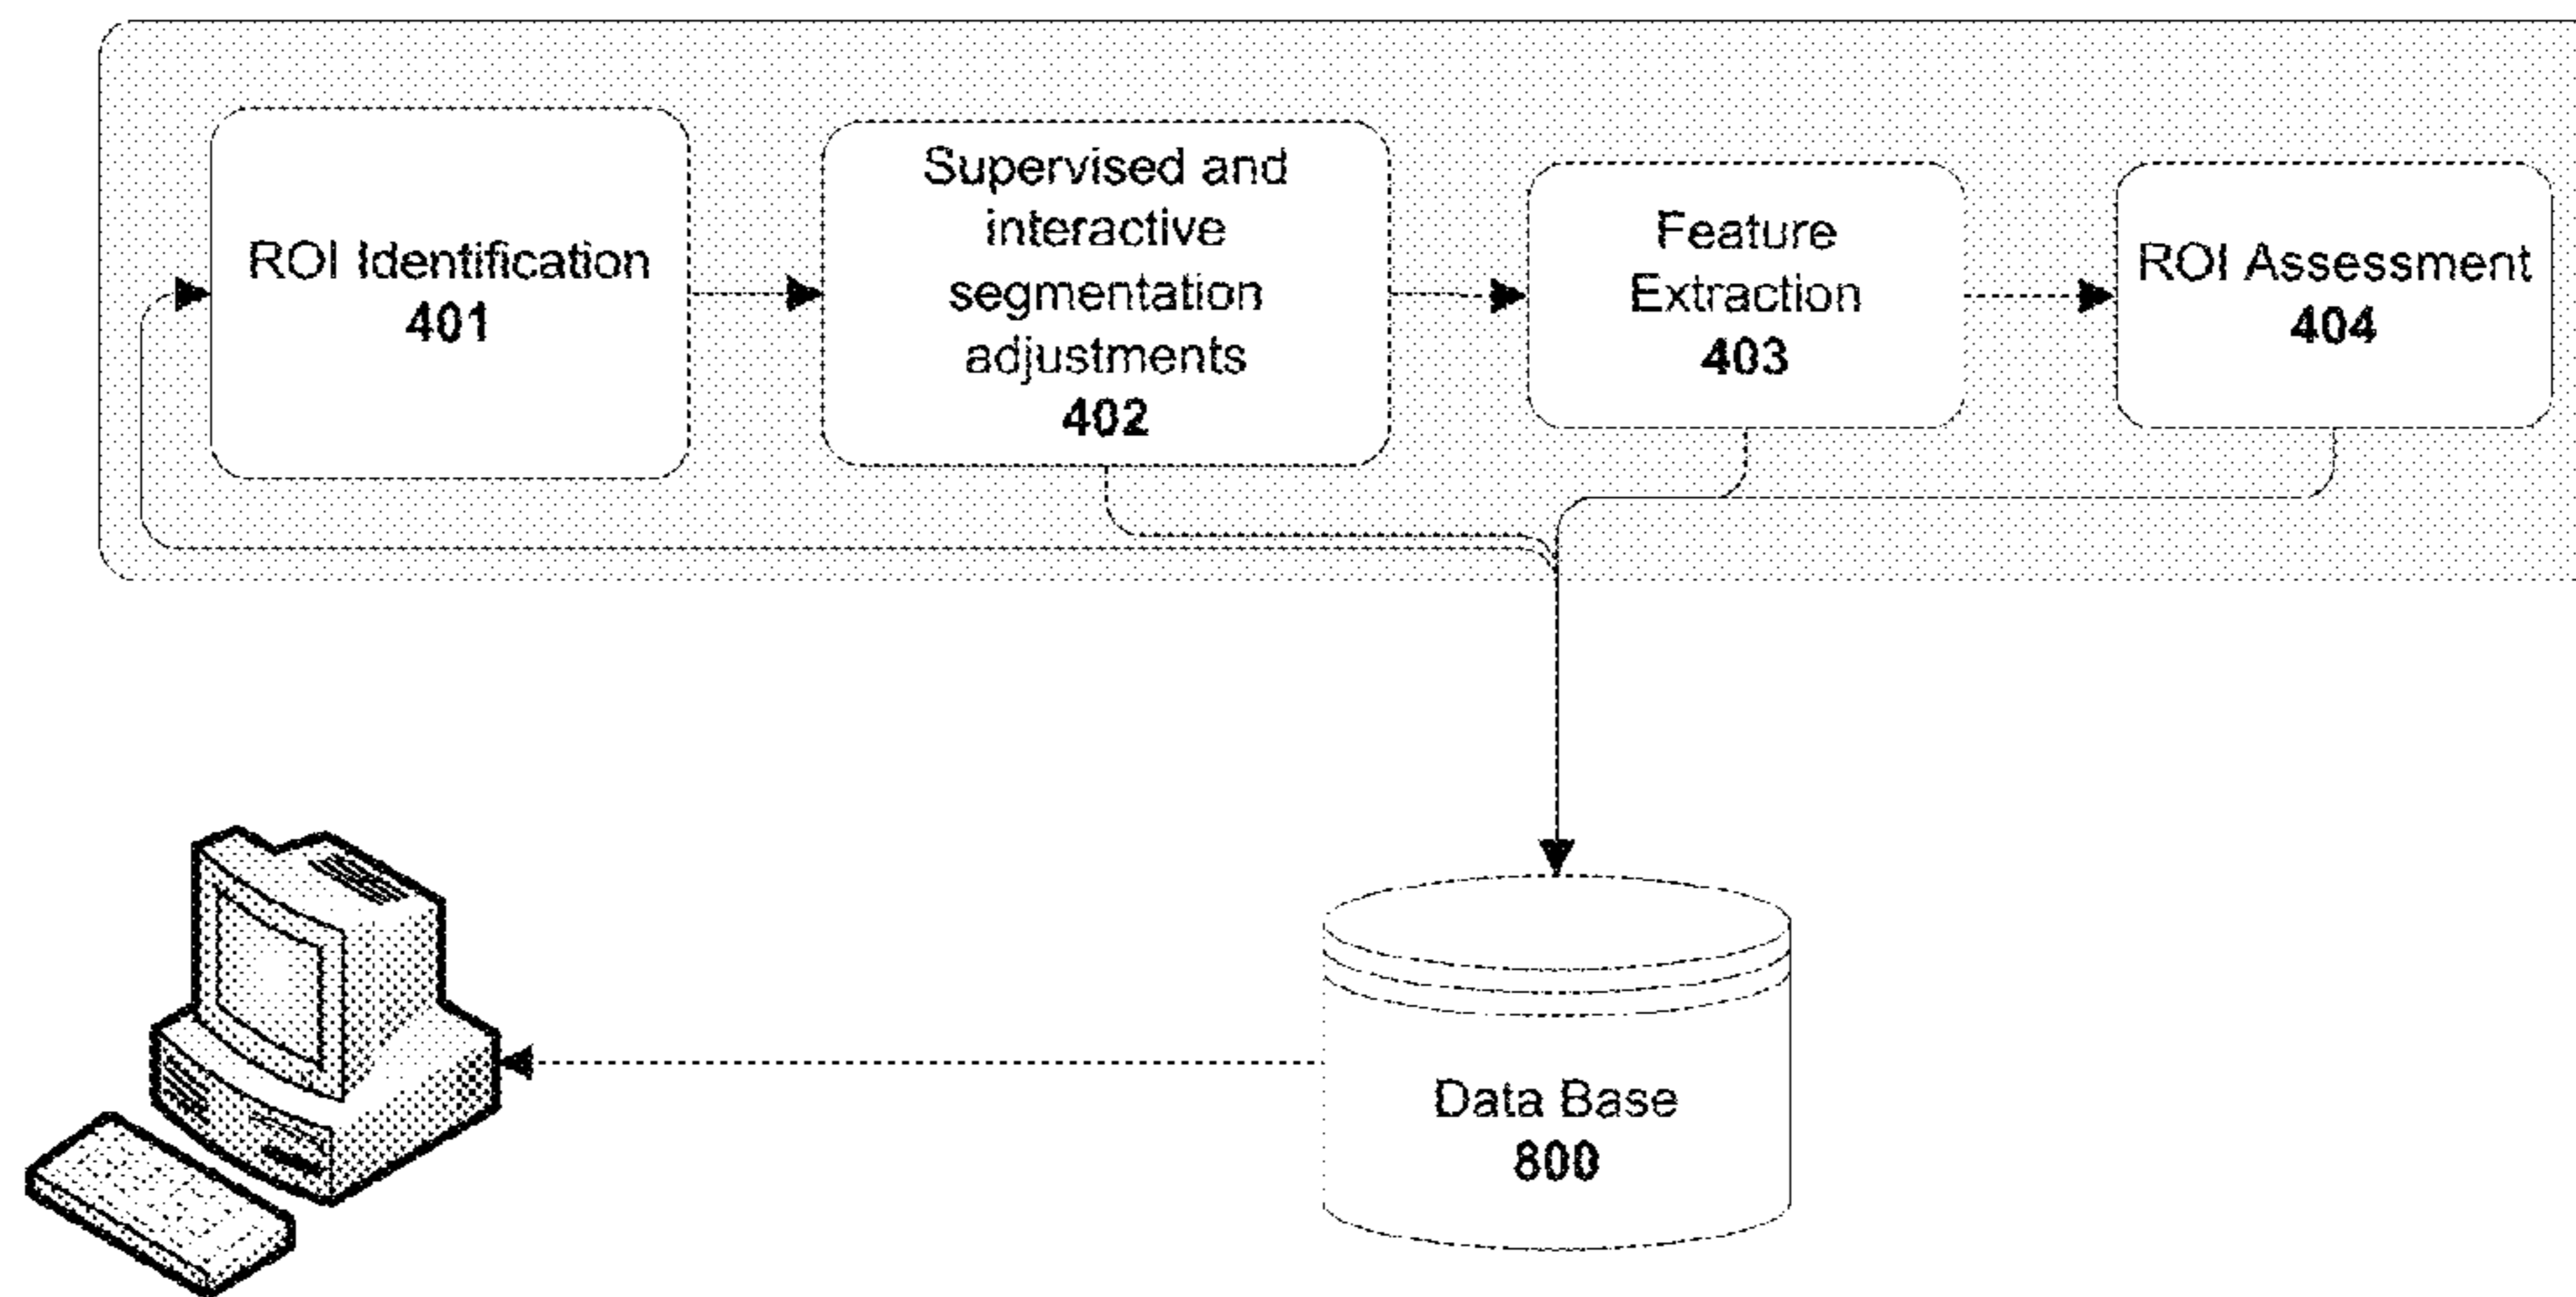 ROI Identification
401
Supervised and
interactive
segmentation
adjustments
402
Feature
Extraction
403
ROI Assessment
404
Data Base
800